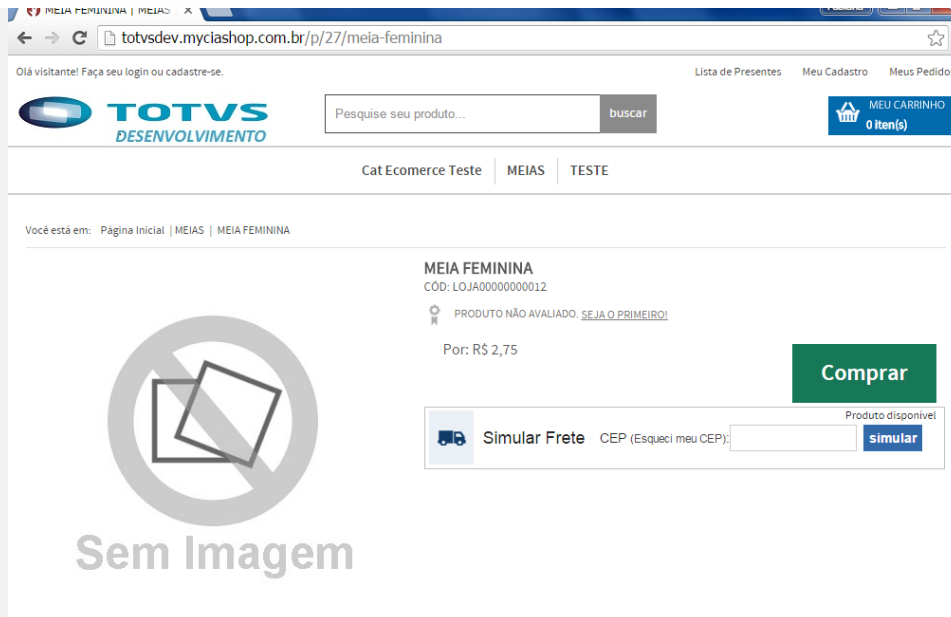 MEIA FEMININA | MEIAS
totvsdev.myciashop.com.br/p/27/meia-feminina
Olá visitante! Faça seu login ou cadastre-se.
Lista de Presentes Meu Cadastro Meus Pedido
TOTVS
DESENVOLVIMENTO
Pesquise seu produto...
buscar
MEU CARRINHO
0 iten(s)
Cat Ecomerce Teste MEIAS TESTE
Você está em: Página Inicial | MEIAS | MEIA FEMININA
MEIA FEMININA
CÓD: LOJA00000000012
PRODUTO NÃO AVALIADO. SEJA O PRIMEIRO!
Por: R$ 2,75
Comprar
Produto disponível
Simular Frete CEP (Esqueci meu CEP):
simular
Sem Imagem